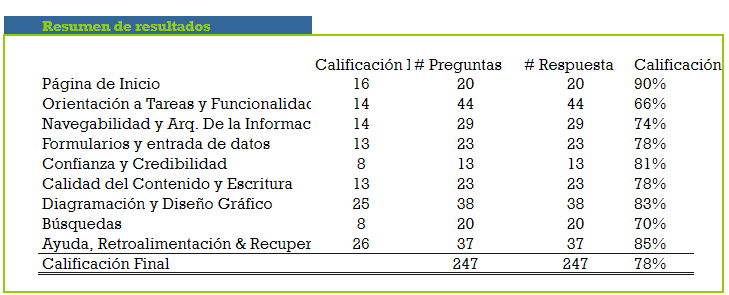 Resumen de resultados
Calificación I # Preguntas # Respuesta Calificación
Página de Inicio 16 20 20 90%
Orientación a Tareas y Funcionalidad 14 44 44 66%
Navegabilidad y Arq. De la Informac 14 29 29 74%
Formularios y entrada de datos 13 23 23 78%
Confianza y Credibilidad 8 13 13 81%
Calidad del Contenido y Escritura 13 23 23 78%
Diagramación y Diseño Gráfico 25 38 38 83%
Búsquedas 8 20 20 70%
Ayuda, Retroalimentación & Recuper 26 37 37 85%
Calificación Final 247 247 78%